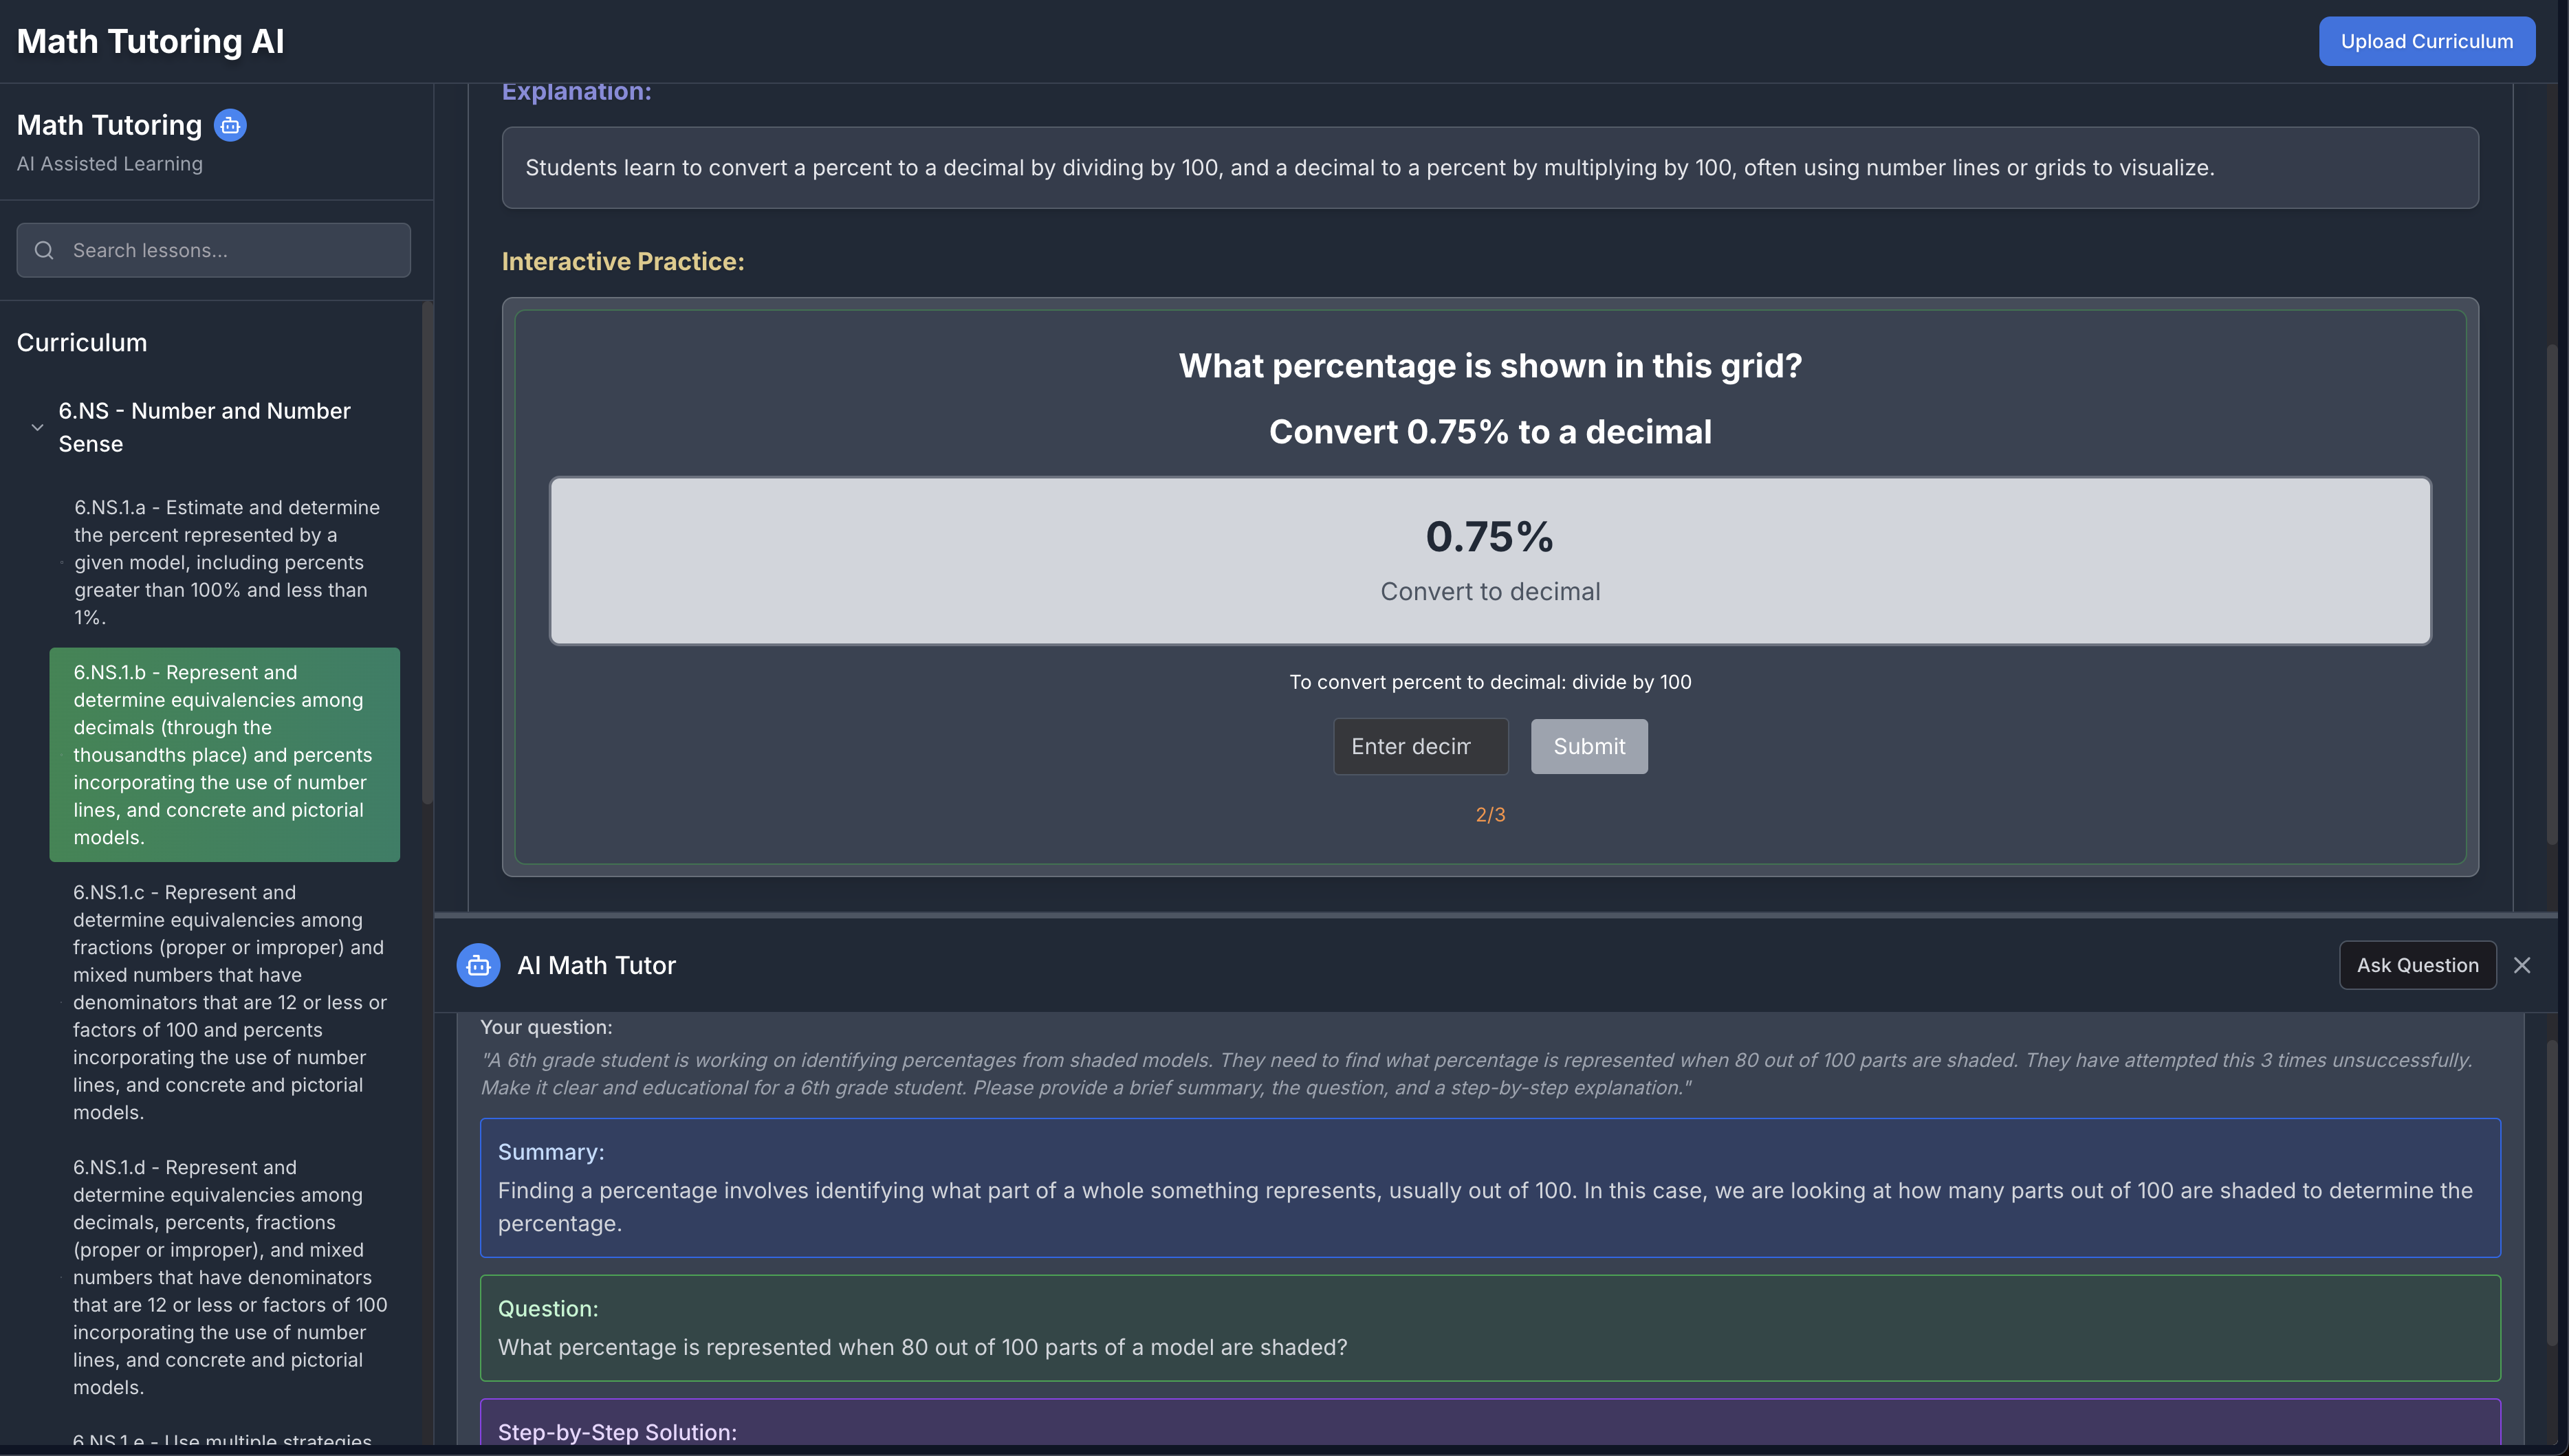 Math Tutoring AI
Upload Curriculum
Math Tutoring
AI Assisted Learning
Search lessons...
Curriculum
6.NS - Number and Number
Sense
6.NS.1.a - Estimate and determine
the percent represented by a
given model, including percents
greater than 100% and less than
1%.
6.NS.1.b - Represent and
determine equivalencies among
decimals (through the
thousandths place) and percents
incorporating the use of number
lines, and concrete and pictorial
models.
6.NS.1.c - Represent and
determine equivalencies among
fractions (proper or improper) and
mixed numbers that have
denominators that are 12 or less or
factors of 100 and percents
incorporating the use of number
lines, and concrete and pictorial
models.
6.NS.1.d - Represent and
determine equivalencies among
decimals, percents, fractions
(proper or improper), and mixed
numbers that have denominators
that are 12 or less or factors of 100
incorporating the use of number
lines, and concrete and pictorial
models.
6.NS.1.e - Use multiple strategies
Explanation:
Students learn to convert a percent to a decimal by dividing by 100, and a decimal to a percent by multiplying by 100, often using number lines or grids to visualize.
Interactive Practice:
What percentage is shown in this grid?
Convert 0.75% to a decimal
0.75%
Convert to decimal
To convert percent to decimal: divide by 100
Enter decim
Submit
2/3
AI Math Tutor
Ask Question
Your question:
"A 6th grade student is working on identifying percentages from shaded models. They need to find what percentage is represented when 80 out of 100 parts are shaded. They have attempted this 3 times unsuccessfully.
Make it clear and educational for a 6th grade student. Please provide a brief summary, the question, and a step-by-step explanation."
Summary:
Finding a percentage involves identifying what part of a whole something represents, usually out of 100. In this case, we are looking at how many parts out of 100 are shaded to determine the
percentage.
Question:
What percentage is represented when 80 out of 100 parts of a model are shaded?
Step-by-Step Solution: